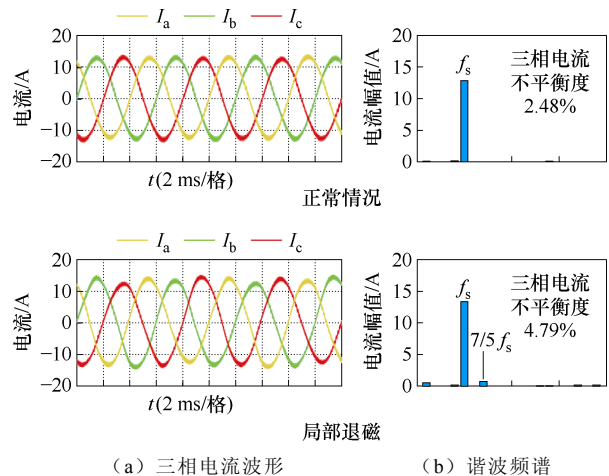 I_a I_b I_c
20
10
0
−10
−20
电流/A
t(2 ms/格)
20
15
10
5
0
电流幅值/A
f_s
三相电流
不平衡度
2.48%
正常情况
I_a I_b I_c
20
10
0
−10
−20
电流/A
t(2 ms/格)
20
15
10
5
0
电流幅值/A
f_s
7/5 f_s
三相电流
不平衡度
4.79%
局部退磁
(a) 三相电流波形
(b) 谐波频谱